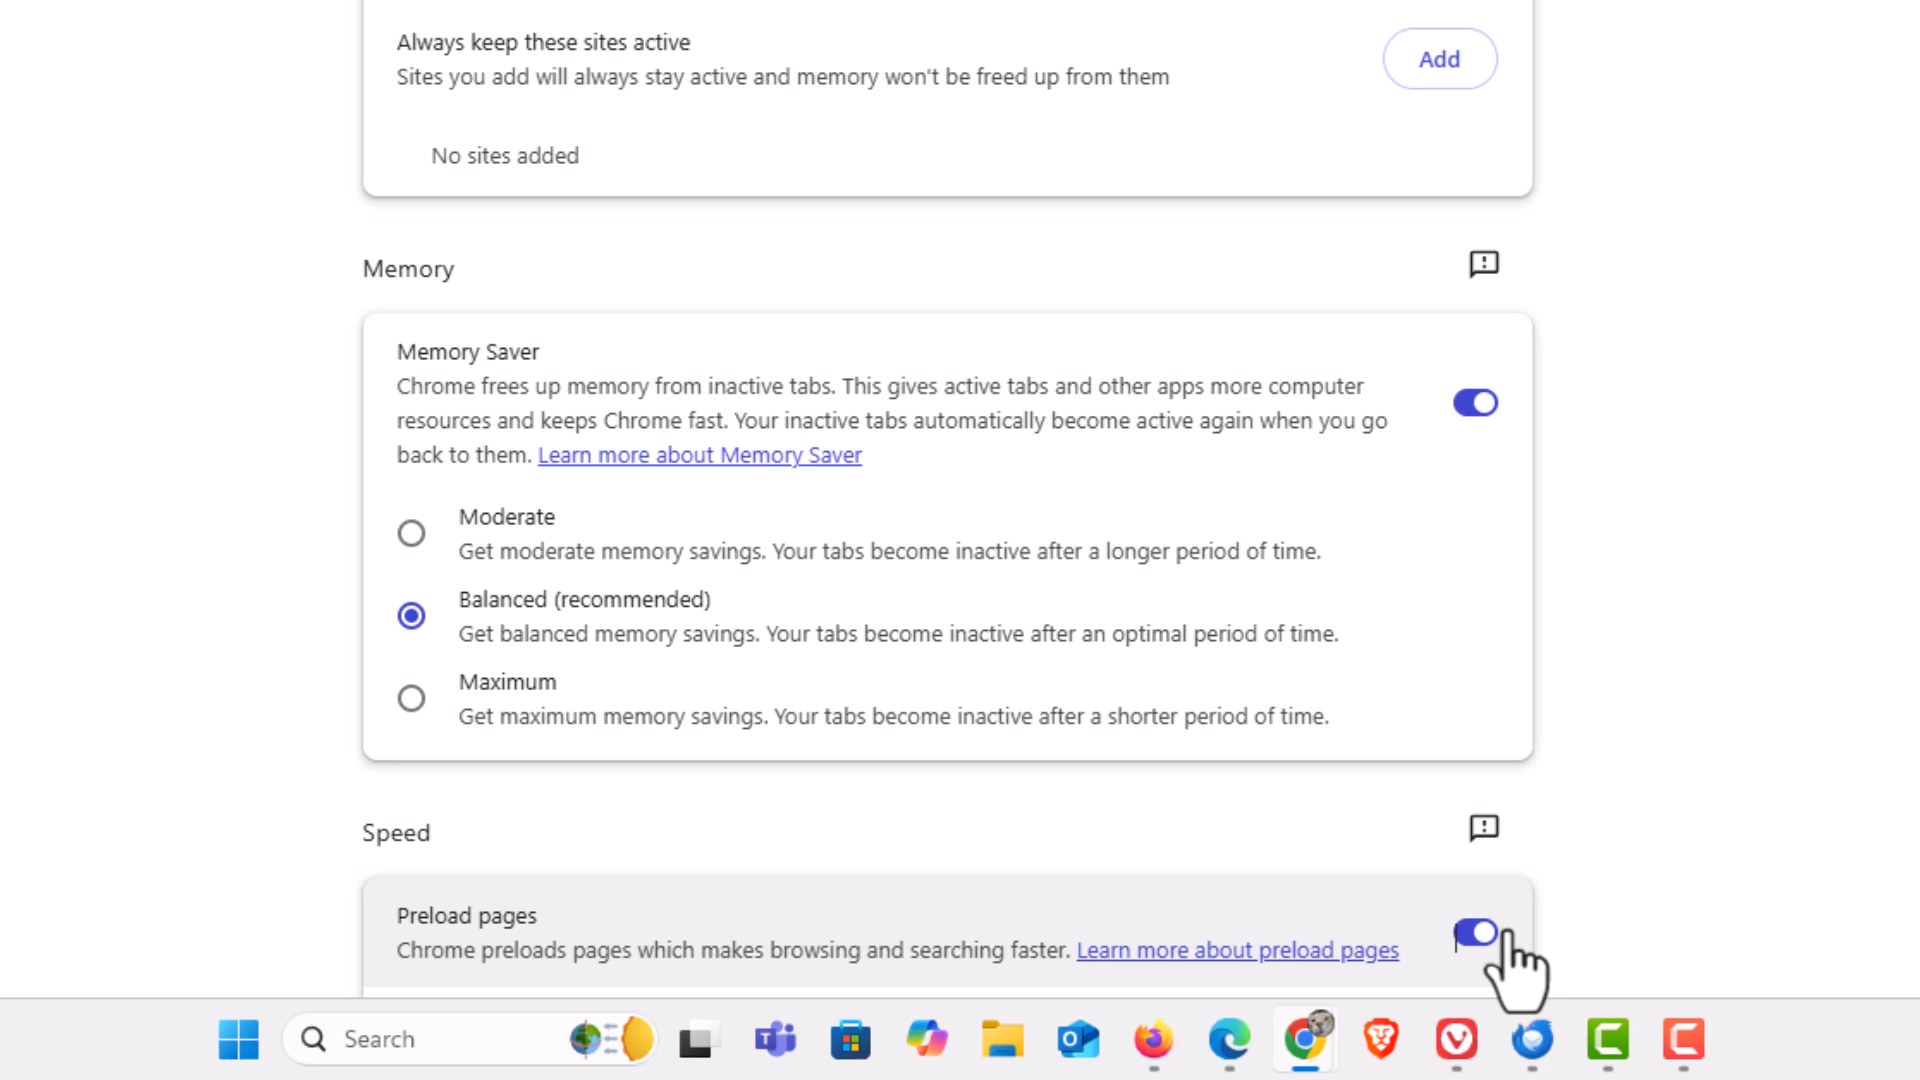 Always keep these sites active
Add
Sites you add will always stay active and memory won't be freed up from them
No sites added
Memory
Memory Saver
Chrome frees up memory from inactive tabs. This gives active tabs and other apps more computer
resources and keeps Chrome fast. Your inactive tabs automatically become active again when you go
back to them. Learn more about Memory Saver
Moderate
Get moderate memory savings. Your tabs become inactive after a longer period of time.
Balanced (recommended)
Get balanced memory savings. Your tabs become inactive after an optimal period of time.
Maximum
Get maximum memory savings. Your tabs become inactive after a shorter period of time.
Speed
Preload pages
Chrome preloads pages which makes browsing and searching faster. Learn more about preload pages
Search